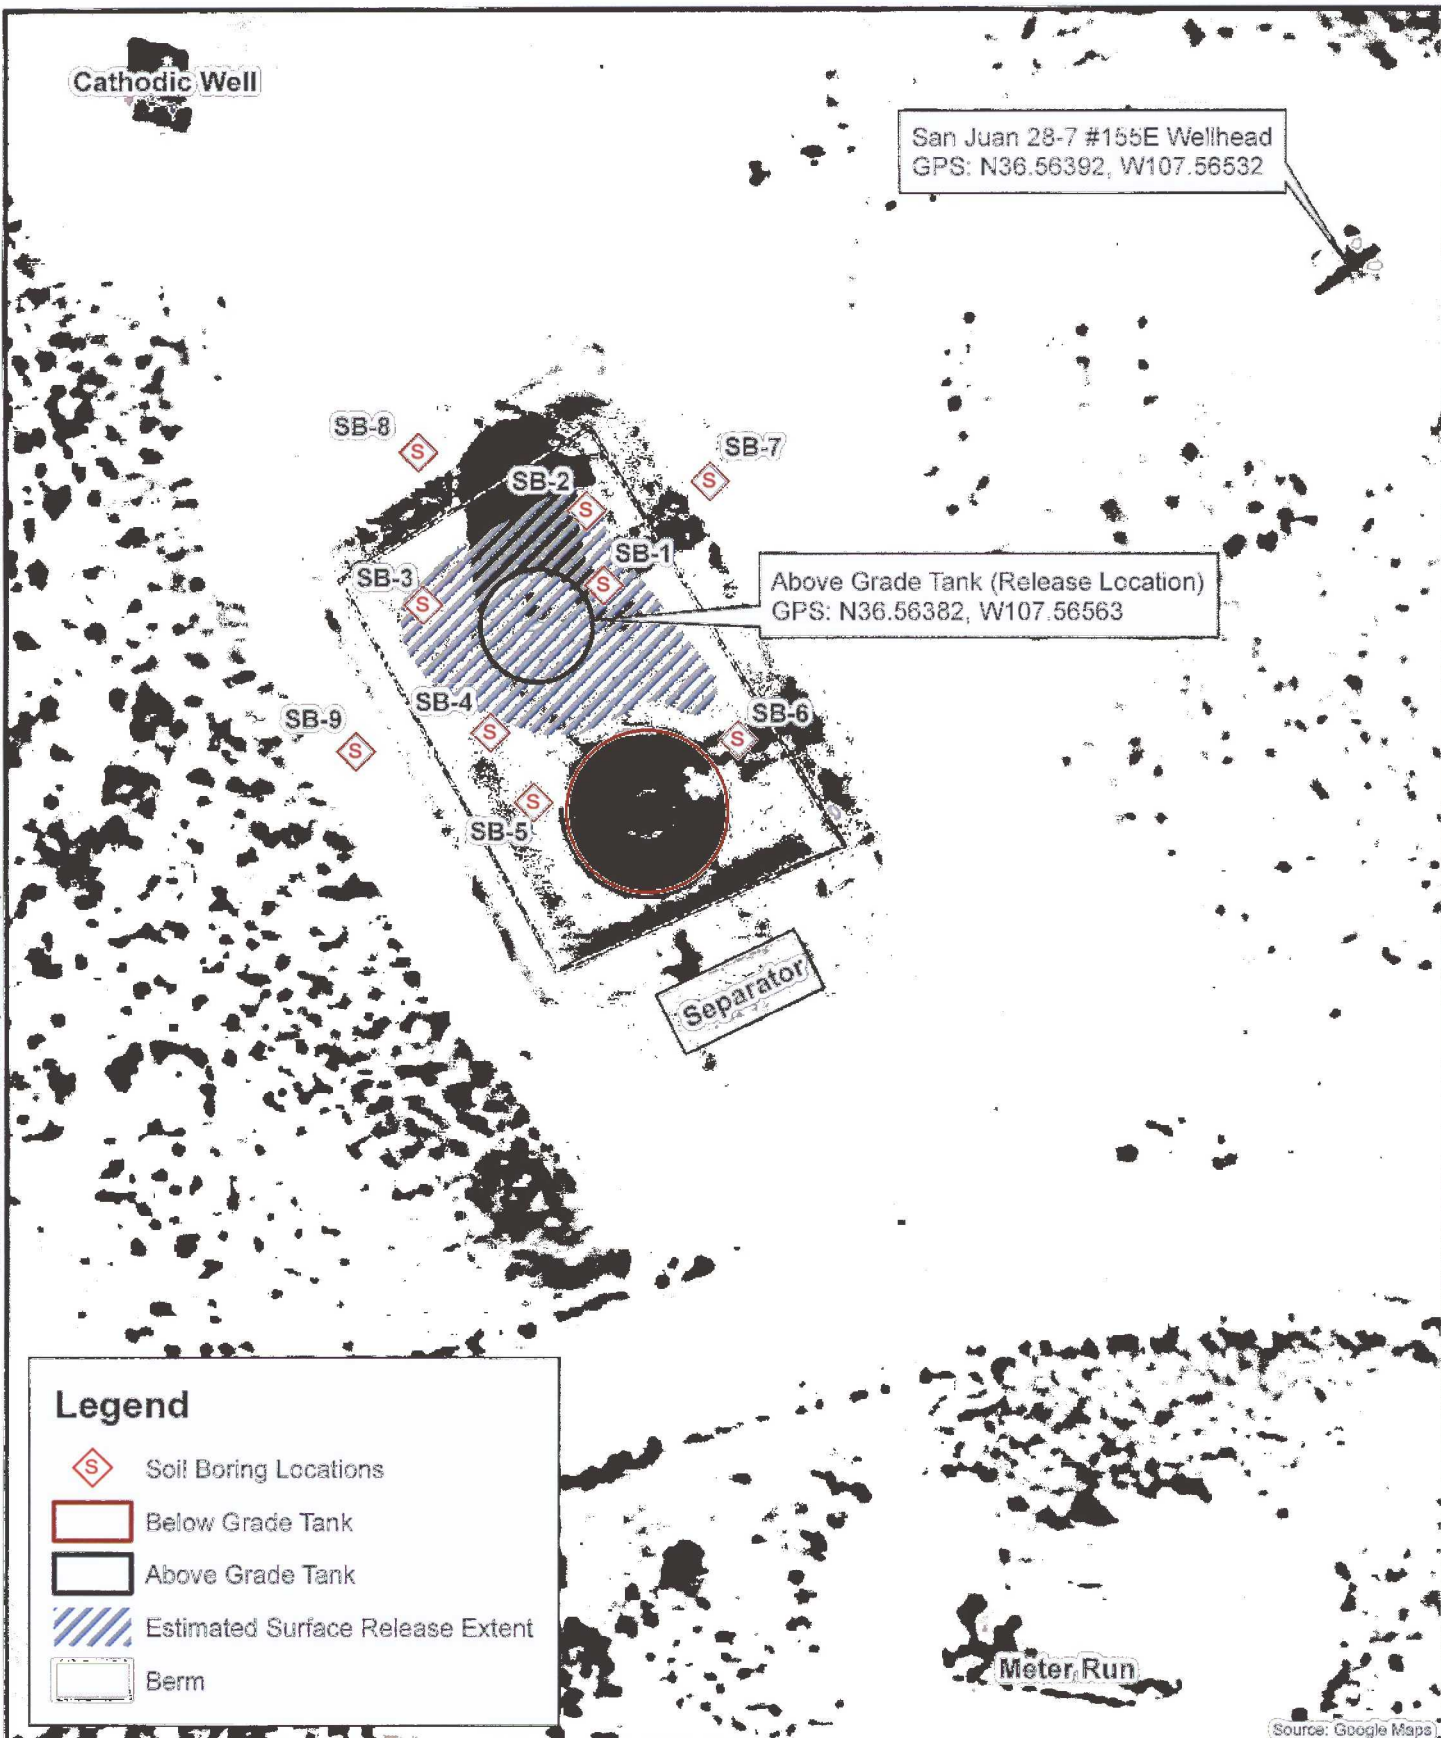 Cathodic Well
San Juan 28-7 #155E Wellhead
GPS: N36.56392, W107.56532
SB-8
S
SB-7
S
SB-2
S
SB-1
S
SB-3
S
Above Grade Tank (Release Location)
GPS: N36.56382, W107.56563
SB-4
S
SB-9
S
SB-6
S
SB-5
S
Separator
Legend
S Soil Boring Locations
Below Grade Tank
Above Grade Tank
Estimated Surface Release Extent
Berm
Meter Run
Source: Google Maps